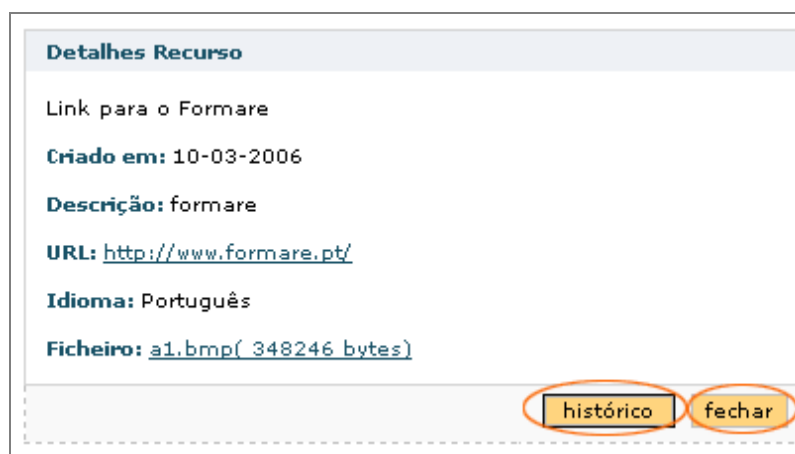 Detalhes Recurso
Link para o Formare
Criado em: 10-03-2006
Descrição: formare
URL: http://www.formare.pt/
Idioma: Português
Ficheiro: a1.bmp( 348246 bytes)
histórico fechar